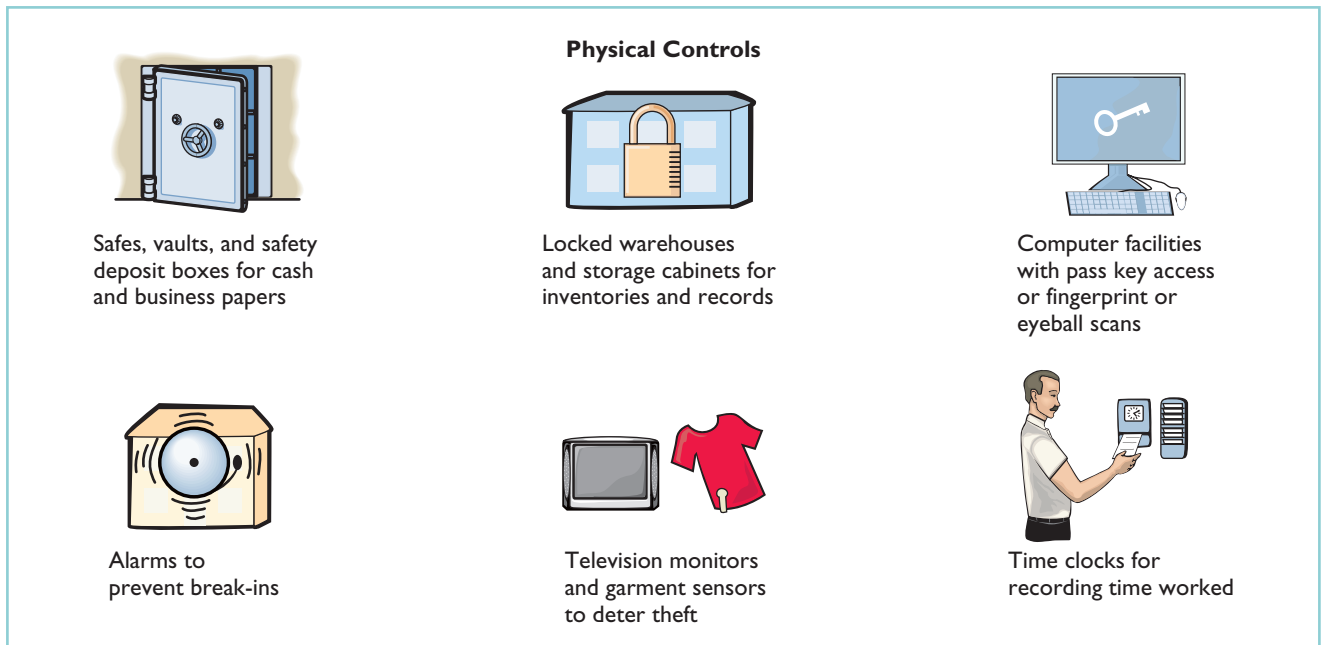 Physical Controls
Safes, vaults, and safety
deposit boxes for cash
and business papers
Locked warehouses
and storage cabinets for
inventories and records
Computer facilities
with pass key access
or fingerprint or
eyeball scans
Alarms to
prevent break-ins
Television monitors
and garment sensors
to deter theft
Time clocks for
recording time worked